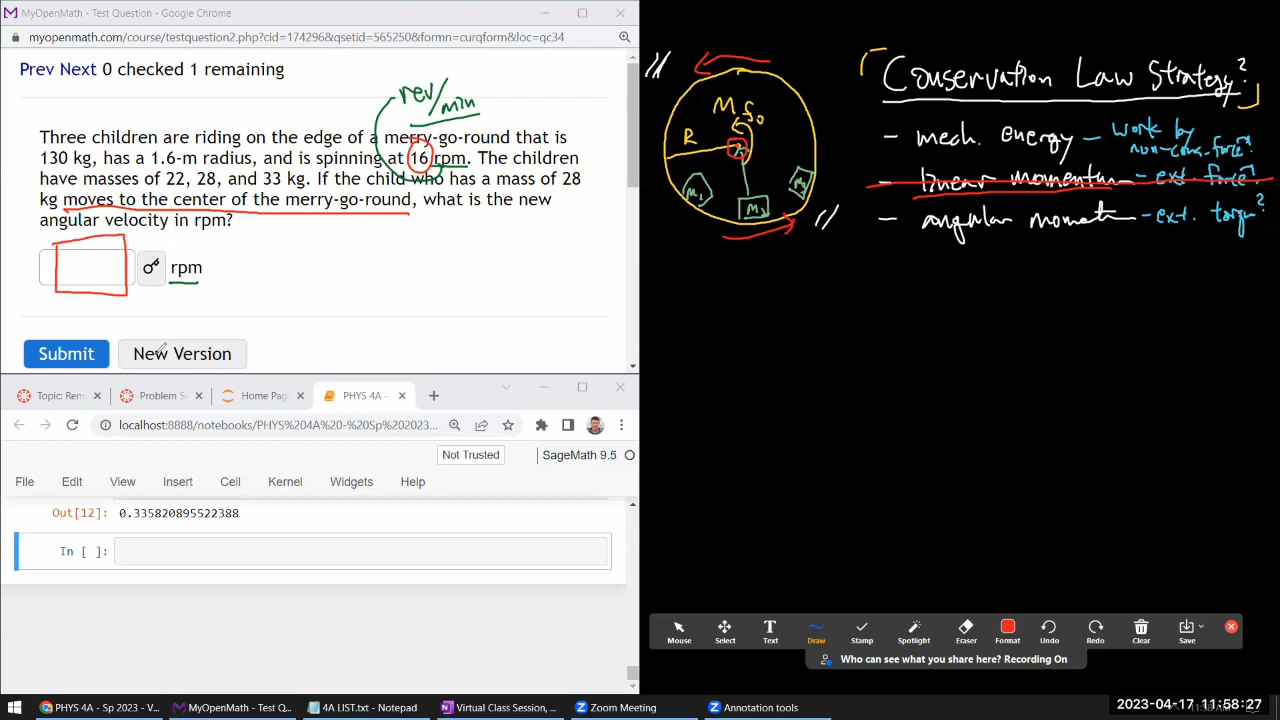 MyOpenMath - Test Question - Google Chrome
myopenmath.com/course/testquestion2.php?cid=174296&qsetid=565250&formn=curqform&loc=qc34
Prev Next 0 checked 1 remaining
rev/min
Three children are riding on the edge of a merry-go-round that is
130 kg, has a 1.6-m radius, and is spinning at 16 rpm. The children
have masses of 22, 28, and 33 kg. If the child who has a mass of 28
kg moves to the center of the merry-go-round, what is the new
angular velocity in rpm?
rpm
Submit
New Version
Topic: Rem
Problem S
Home Pag
PHYS 4A -
localhost:8888/notebooks/PHYS%204A%20-%20Sp%202023...
Not Trusted
SageMath 9.5
File Edit View Insert Cell Kernel Widgets Help
Out[12]: 0.335820895522388
In [ ]:
M
f₀
R
M₁
M₂
Conservation Law Strategy?
- mech. energy - work by
non-cons. force?
- linear momentum - ext. force?
- angular moment - ext. torque?
Mouse
Select
Text
Draw
Stamp
Spotlight
Eraser
Format
Undo
Redo
Clear
Save
Who can see what you share here? Recording On
PHYS 4A - Sp 2023 - V...
MyOpenMath - Test Q...
4A LIST.txt - Notepad
Virtual Class Session, ...
Zoom Meeting
Annotation tools
2023-04-17 11:58:27